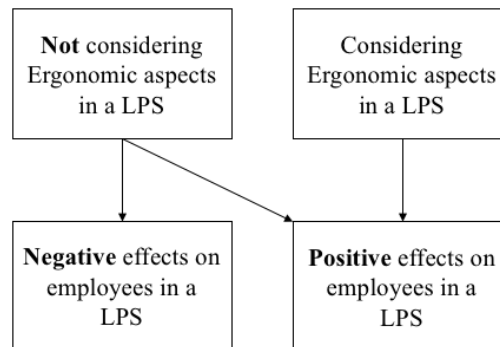 Not considering
Ergonomic aspects
in a LPS
Considering
Ergonomic aspects
in a LPS
Negative effects on
employees in a
LPS
Positive effects on
employees in a
LPS